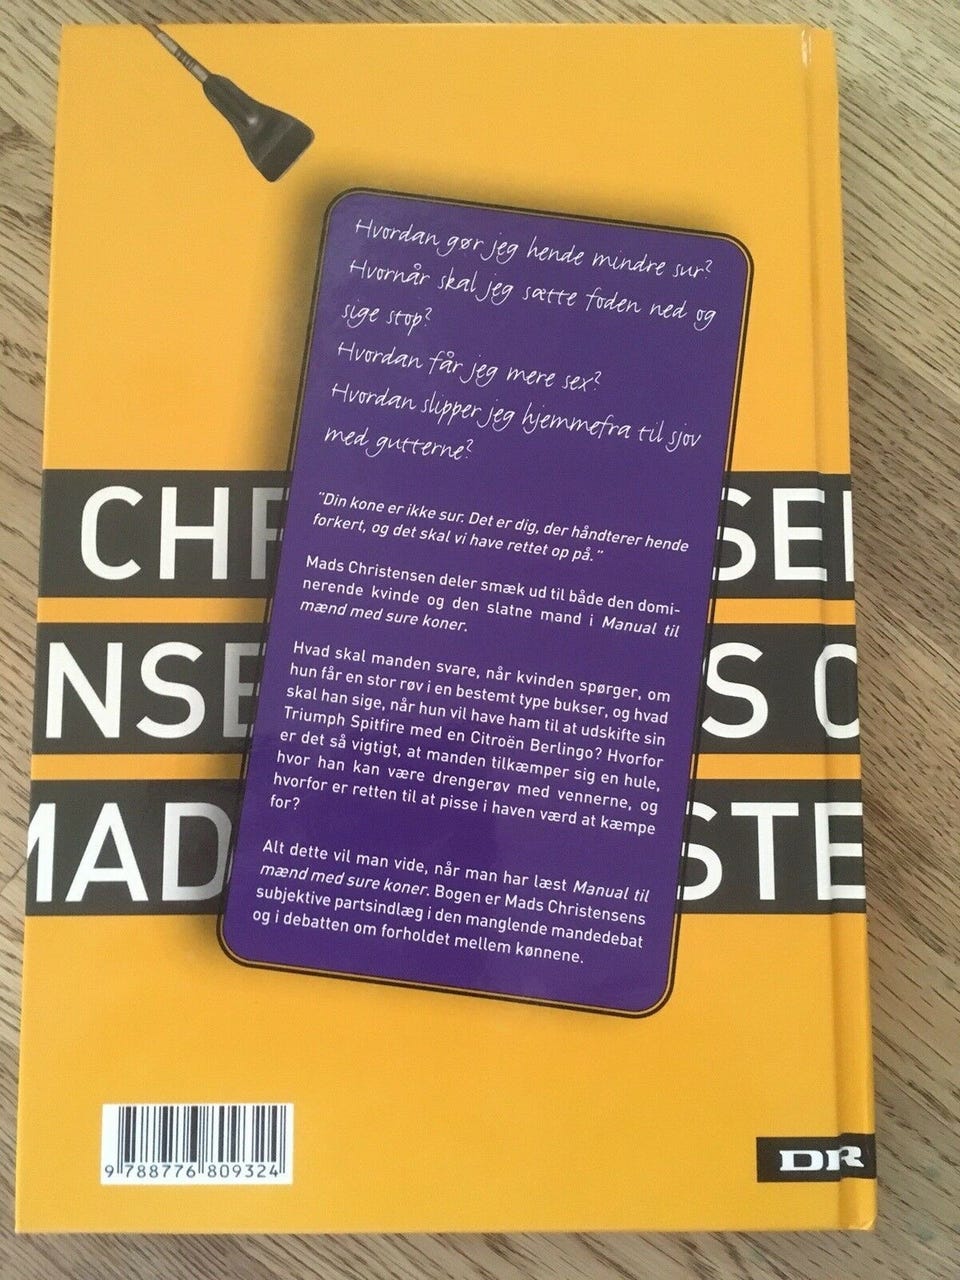 Hvordan gør jeg hende mindre sur?
Hvornår skal jeg sætte foden ned og
sige stop?
Hvordan får jeg mere sex?
Hvordan slipper jeg hjemmefra til sjov
med gutterne?
"Din kone er ikke sur. Det er dig, der håndterer hende
forkert, og det skal vi have rettet op på."
Mads Christensen deler smæk ud til både den domi-
nerende kvinde og den slatne mand i Manual til
mænd med sure koner.
Hvad skal manden svare, når kvinden spørger, om
hun får en stor røv i en bestemt type bukser, og hvad
skal han sige, når hun vil have ham til at udskifte sin
Triumph Spitfire med en Citroën Berlingo? Hvorfor
er det så vigtigt, at manden tilkæmper sig en hule,
hvor han kan være drengerøv med vennerne, og
hvorfor er retten til at pisse i haven værd at kæmpe
for?
Alt dette vil man vide, når man har læst Manual til
mænd med sure koner. Bogen er Mads Christensens
subjektive partsindlæg i den manglende mandedebat
og i debatten om forholdet mellem kønnene.
CHR SEN
NSE S C
MAD STE
9 788776 809324
DR